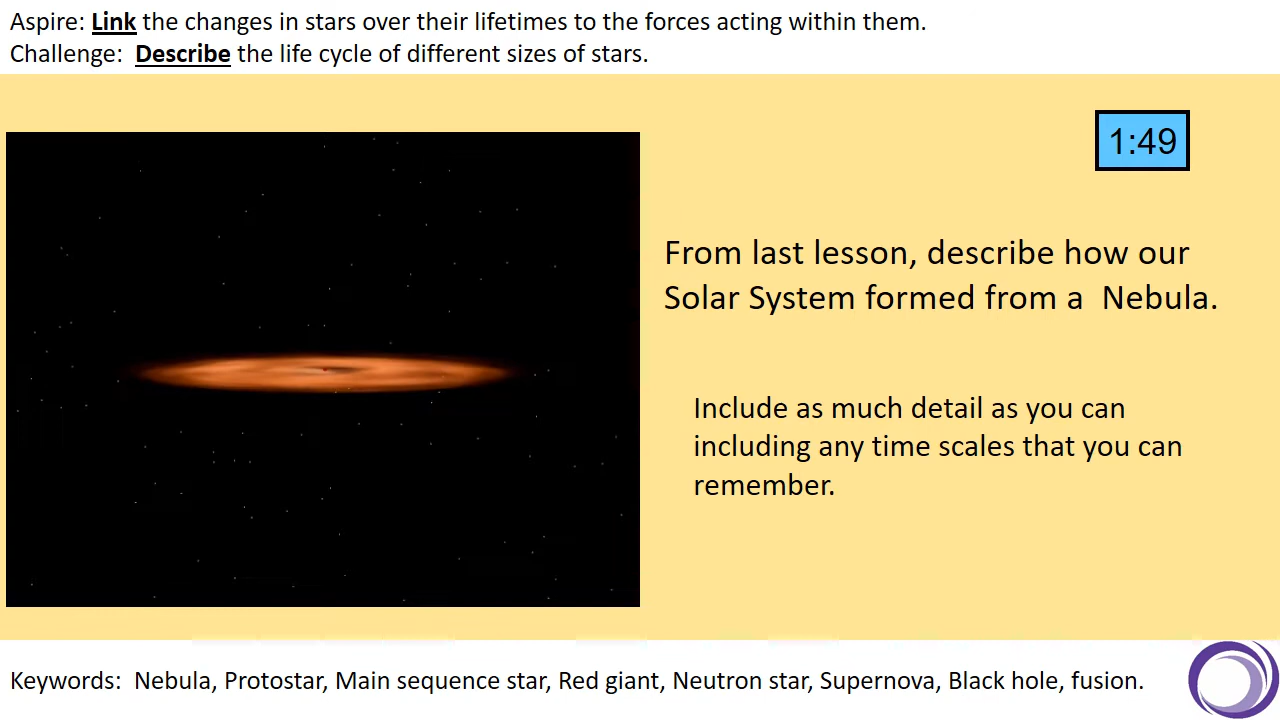 Aspire: Link the changes in stars over their lifetimes to the forces acting within them.
Challenge: Describe the life cycle of different sizes of stars.
1:49
From last lesson, describe how our
Solar System formed from a Nebula.
Include as much detail as you can
including any time scales that you can
remember.
Keywords: Nebula, Protostar, Main sequence star, Red giant, Neutron star, Supernova, Black hole, fusion.